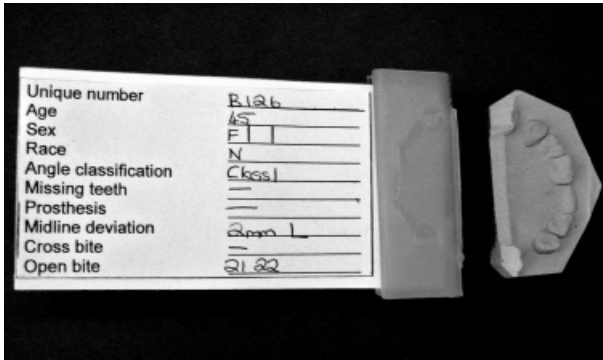 Unique number B126
Age 45
Sex F
Race N
Angle classification Class I
Missing teeth —
Prosthesis —
Midline deviation 2mm L
Cross bite —
Open bite 21 22